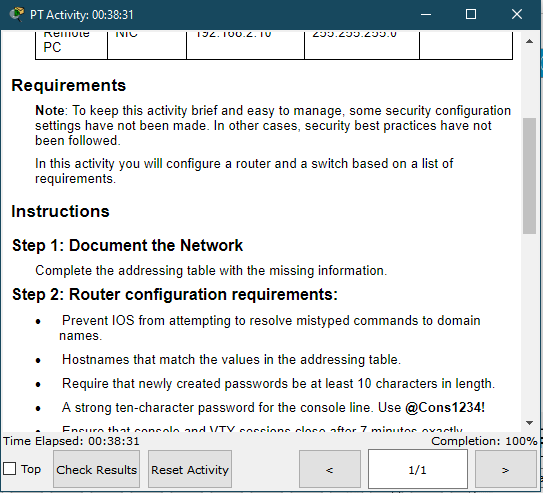 PT Activity: 00:38:31
Remote PC NIC 192.168.2.10 255.255.255.0
Requirements
Note: To keep this activity brief and easy to manage, some security configuration
settings have not been made. In other cases, security best practices have not
been followed.
In this activity you will configure a router and a switch based on a list of
requirements.
Instructions
Step 1: Document the Network
Complete the addressing table with the missing information.
Step 2: Router configuration requirements:
• Prevent IOS from attempting to resolve mistyped commands to domain
names.
• Hostnames that match the values in the addressing table.
• Require that newly created passwords be at least 10 characters in length.
• A strong ten-character password for the console line. Use @Cons1234!
• Ensure that console and VTY sessions close after 7 minutes exactly.
Time Elapsed: 00:38:31 Completion: 100%
Top Check Results Reset Activity < 1/1 >